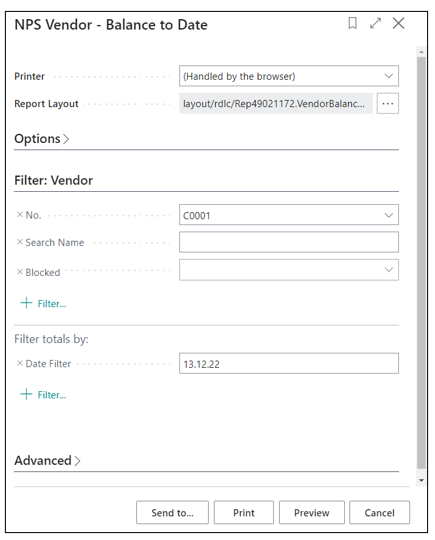 NPS Vendor - Balance to Date
Printer (Handled by the browser)
Report Layout layout/rdlc/Rep49021172.VendorBalanc... ...
Options >
Filter: Vendor
× No. C0001
× Search Name
× Blocked
+ Filter...
Filter totals by:
× Date Filter 13.12.22
+ Filter...
Advanced >
Send to... Print Preview Cancel